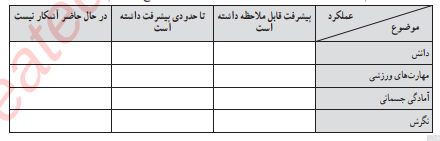 عملکرد
موضوع
پیشرفت قابل ملاحظه داشته است
تا حدودی پیشرفت داشته است
در حال حاضر آشکار نیست
دانش
مهارت‌های ورزشی
آمادگی جسمانی
نگرش